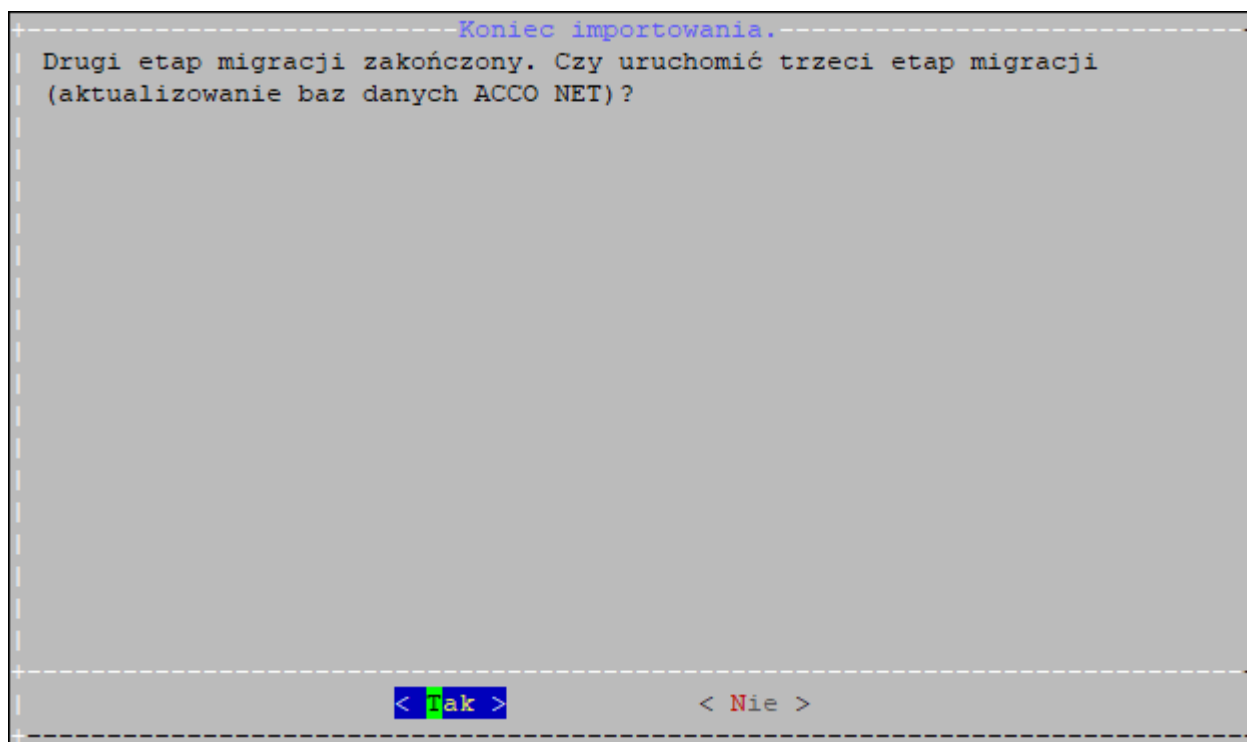 Koniec importowania.
Drugi etap migracji zakończony. Czy uruchomić trzeci etap migracji
(aktualizowanie baz danych ACCO NET)?
< Tak > < Nie >